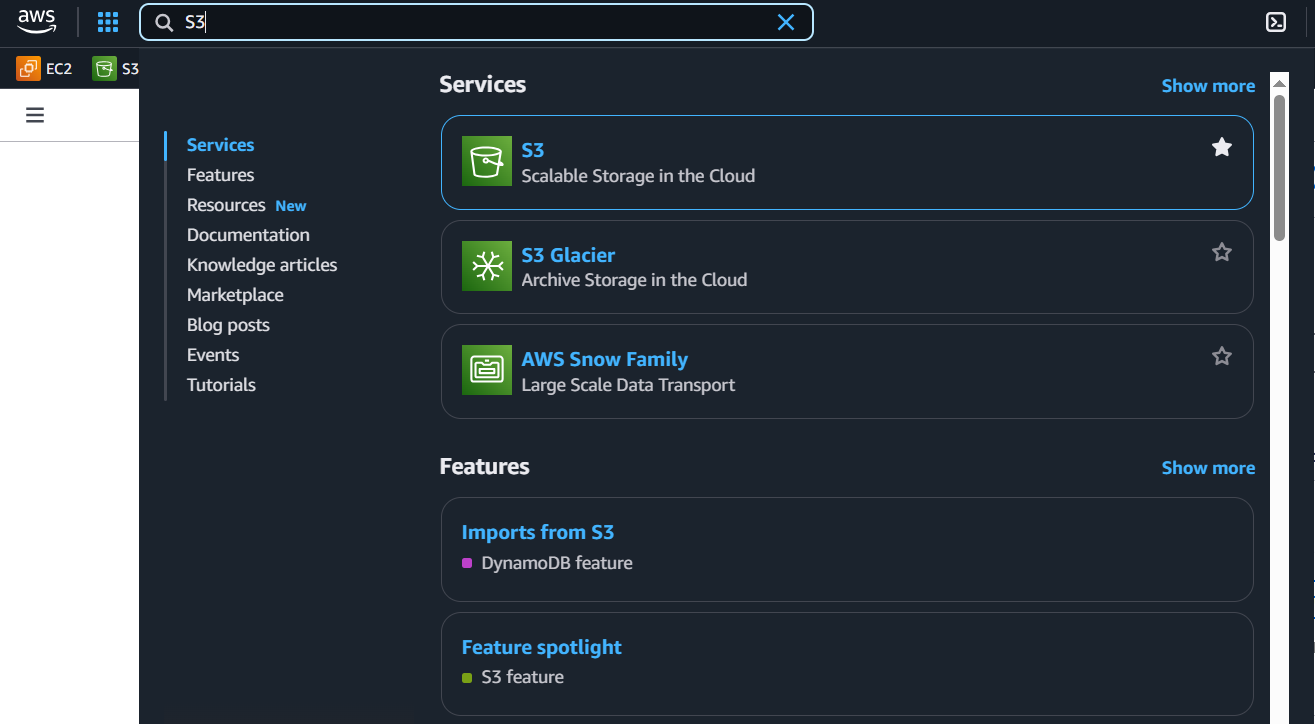 aws
S3
EC2
S3
Services
Show more
Services
Features
Resources New
Documentation
Knowledge articles
Marketplace
Blog posts
Events
Tutorials
S3
Scalable Storage in the Cloud
S3 Glacier
Archive Storage in the Cloud
AWS Snow Family
Large Scale Data Transport
Features
Show more
Imports from S3
DynamoDB feature
Feature spotlight
S3 feature